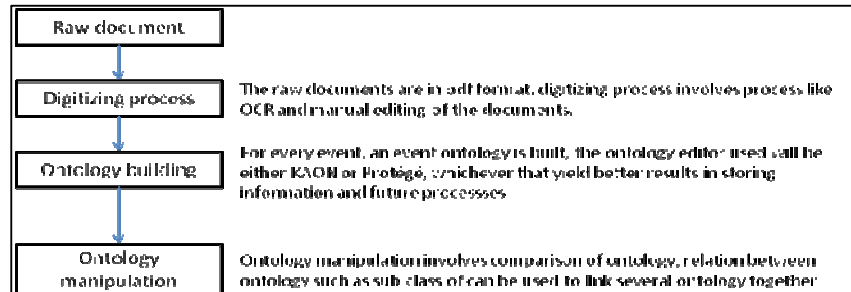 Raw document
Digitizing process
The raw documents are in pdf format, digitizing process involves process like
OCR and manual editing of the documents.
Ontology building
For every event, an event ontology is built, the ontology editor used will be
either KAON or Protégé, whichever that yield better results in storing
information and future processses
Ontology
manipulation
Ontology manipulation involves comparison of ontology, relation between
ontology such as sub class of can be used to link several ontology together